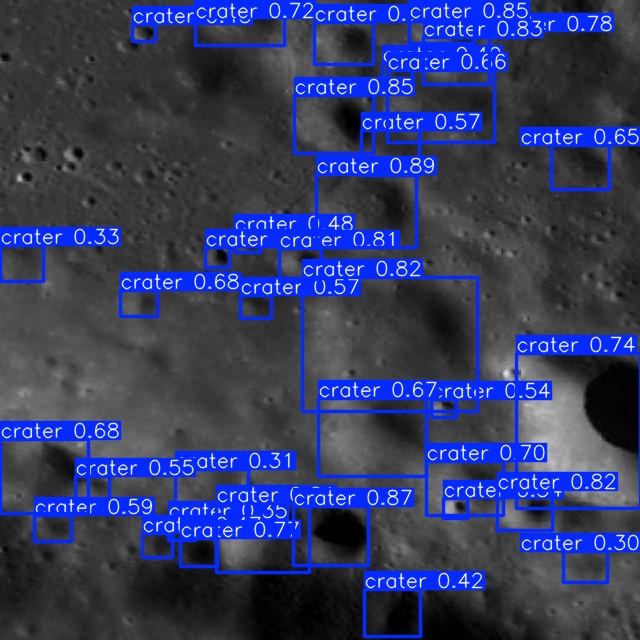 crater 0.72
crater 0.85
crater 0.83
0.78
crater 0.66
crater 0.85
crater 0.57
crater 0.65
crater 0.89
crater 0.48
crater 0.33
crater 0.81
crater 0.82
crater 0.68
crater 0.57
crater 0.74
crater 0.67
crater 0.54
crater 0.68
crater 0.70
crater 0.31
crater 0.55
crater 0.82
crater 0.87
crater 0.59
crater 0.77
crater 0.30
crater 0.42